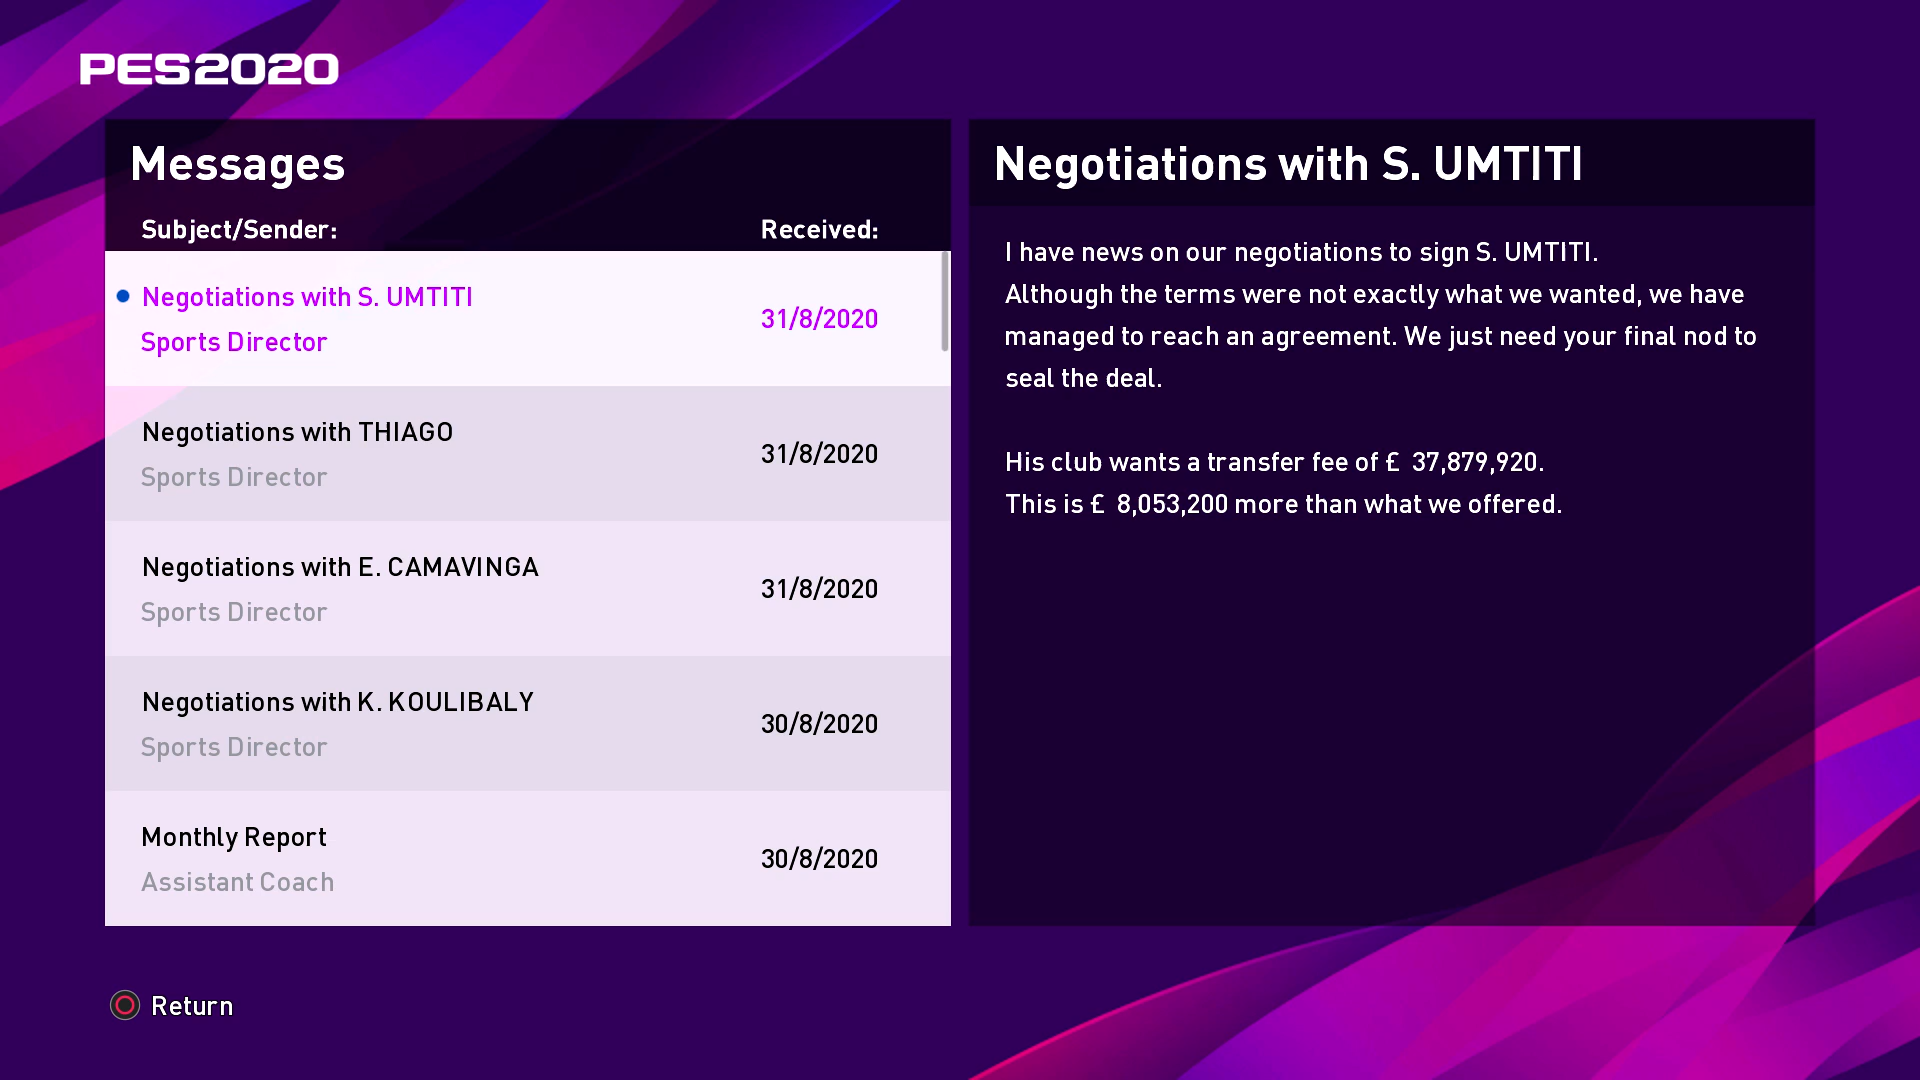 PES2020
Messages
Subject/Sender:
Received:
Negotiations with S. UMTITI
Sports Director
31/8/2020
Negotiations with THIAGO
Sports Director
31/8/2020
Negotiations with E. CAMAVINGA
Sports Director
31/8/2020
Negotiations with K. KOULIBALY
Sports Director
30/8/2020
Monthly Report
Assistant Coach
30/8/2020
Negotiations with S. UMTITI
I have news on our negotiations to sign S. UMTITI.
Although the terms were not exactly what we wanted, we have
managed to reach an agreement. We just need your final nod to
seal the deal.
His club wants a transfer fee of £ 37,879,920.
This is £ 8,053,200 more than what we offered.
Return